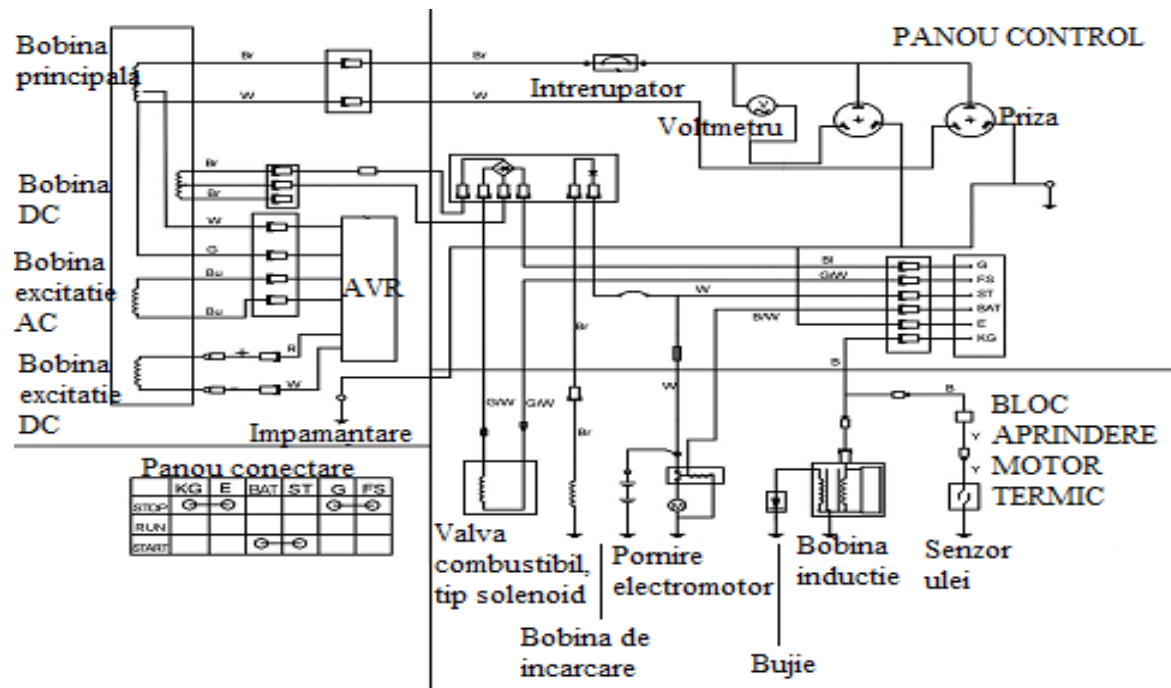 Bobina
principală
Br
W
Br
W
Intrerupator
PANOU CONTROL
V
Voltmetru
Priza
Bobina
DC
Br
Br
W
G
Bobina
excitatie
AC
Bu
Bu
AVR
Bobina
excitatie
DC
+
R
-
W
Impamantare
Bl
G/W
W
B/W
G
FS
ST
BAT
E
KG
Br
W
B
B
G/W
G/W
Br
Y
Y
M
BLOC
APRINDERE
MOTOR
TERMIC
Panou conectare
KG E BAT ST G FS
STOP
RUN
START
Valva
combustibil,
tip solenoid
Bobina de
incarcare
Pornire
electromotor
Bujie
Bobina
inductie
Senzor
ulei